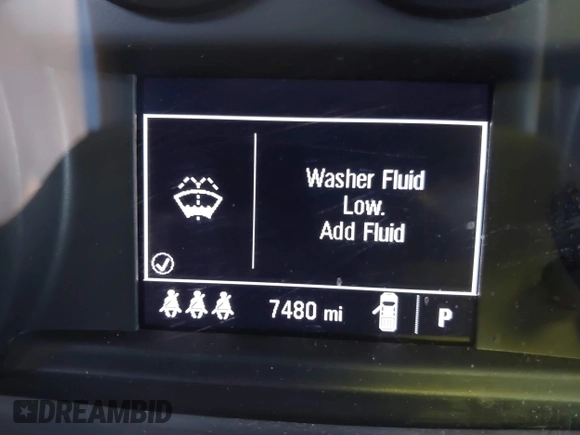 Washer Fluid
Low.
Add Fluid
7480 mi
P
DREAMBID